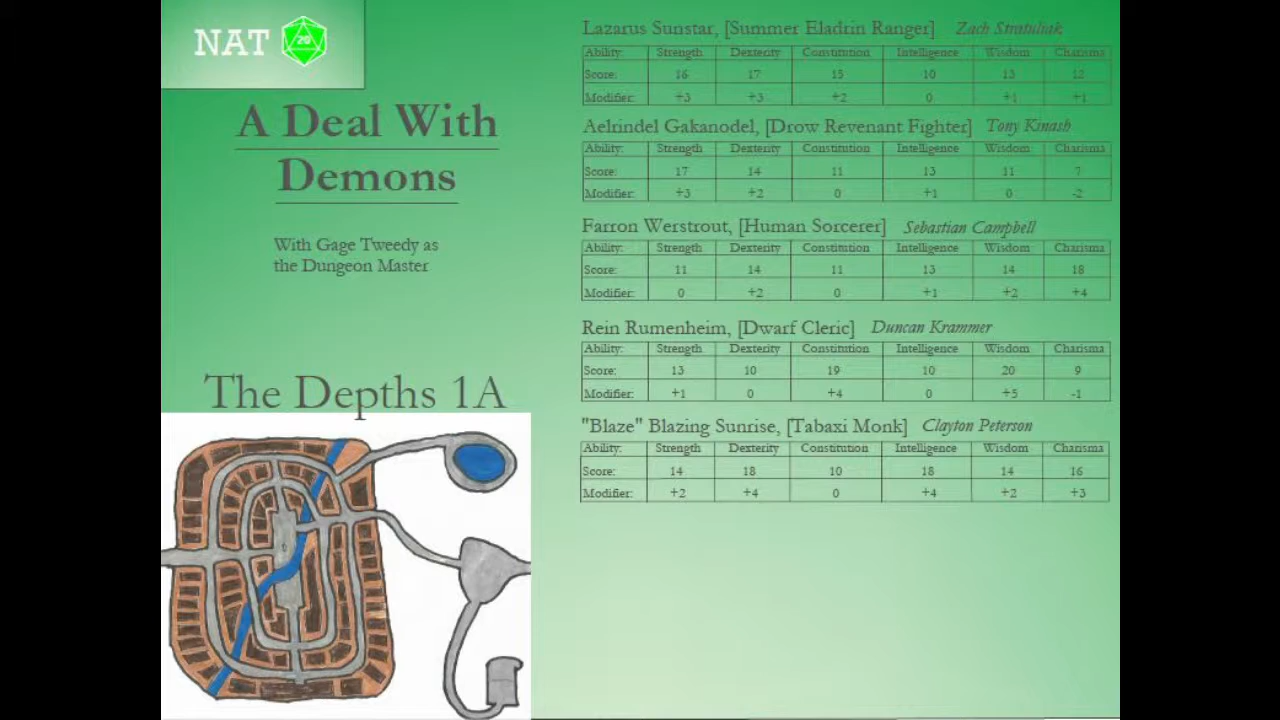 NAT 20
A Deal With
Demons
With Gage Tweedy as
the Dungeon Master
The Depths 1A
Lazarus Sunstar, [Summer Eladrin Ranger] Zach Stratuliak
Ability: Strength Dexterity Constitution Intelligence Wisdom Charisma
Score: 16 17 15 10 13 12
Modifier: +3 +3 +2 0 +1 +1
Aelrindel Gakanodel, [Drow Revenant Fighter] Tony Kinash
Ability: Strength Dexterity Constitution Intelligence Wisdom Charisma
Score: 17 14 11 13 11 7
Modifier: +3 +2 0 +1 0 -2
Farron Werstrout, [Human Sorcerer] Sebastian Campbell
Ability: Strength Dexterity Constitution Intelligence Wisdom Charisma
Score: 11 14 11 13 14 18
Modifier: 0 +2 0 +1 +2 +4
Rein Rumenheim, [Dwarf Cleric] Duncan Krammer
Ability: Strength Dexterity Constitution Intelligence Wisdom Charisma
Score: 13 10 19 10 20 9
Modifier: +1 0 +4 0 +5 -1
"Blaze" Blazing Sunrise, [Tabaxi Monk] Clayton Peterson
Ability: Strength Dexterity Constitution Intelligence Wisdom Charisma
Score: 14 18 10 18 14 16
Modifier: +2 +4 0 +4 +2 +3